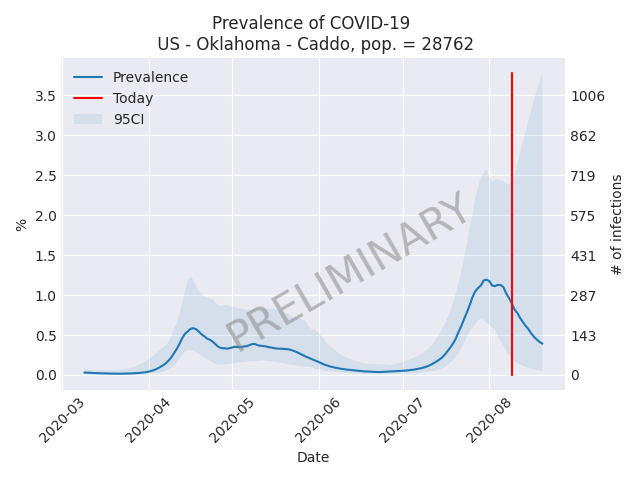 Prevalence of COVID-19
US - Oklahoma - Caddo, pop. = 28762
Prevalence
Today
95CI
PRELIMINARY
%
3.5
3.0
2.5
2.0
1.5
1.0
0.5
0.0
1006
862
719
575
431
287
143
0
# of infections
2020-03
2020-04
2020-05
2020-06
2020-07
2020-08
Date